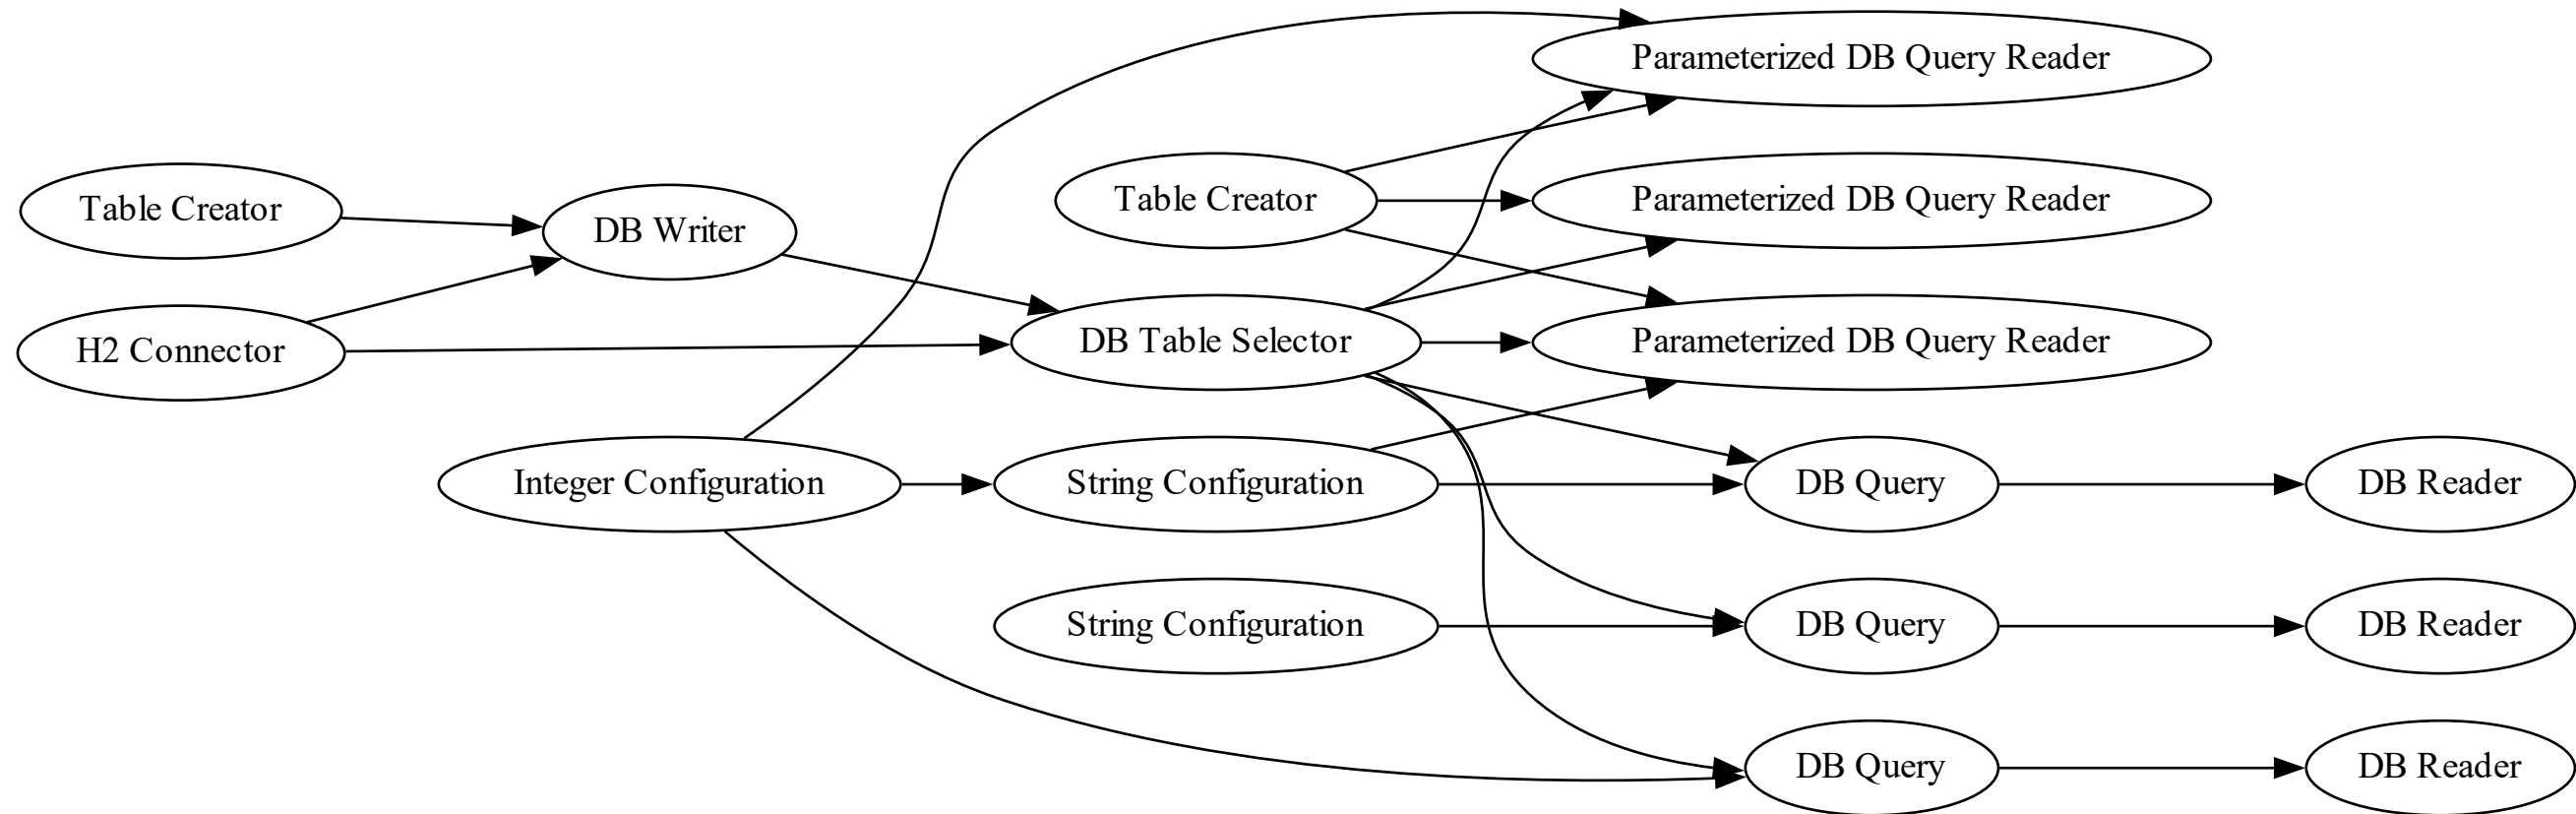 Parameterized DB Query Reader
Table Creator
DB Writer
Table Creator
Parameterized DB Query Reader
H2 Connector
DB Table Selector
Parameterized DB Query Reader
Integer Configuration
String Configuration
DB Query
DB Reader
String Configuration
DB Query
DB Reader
DB Query
DB Reader